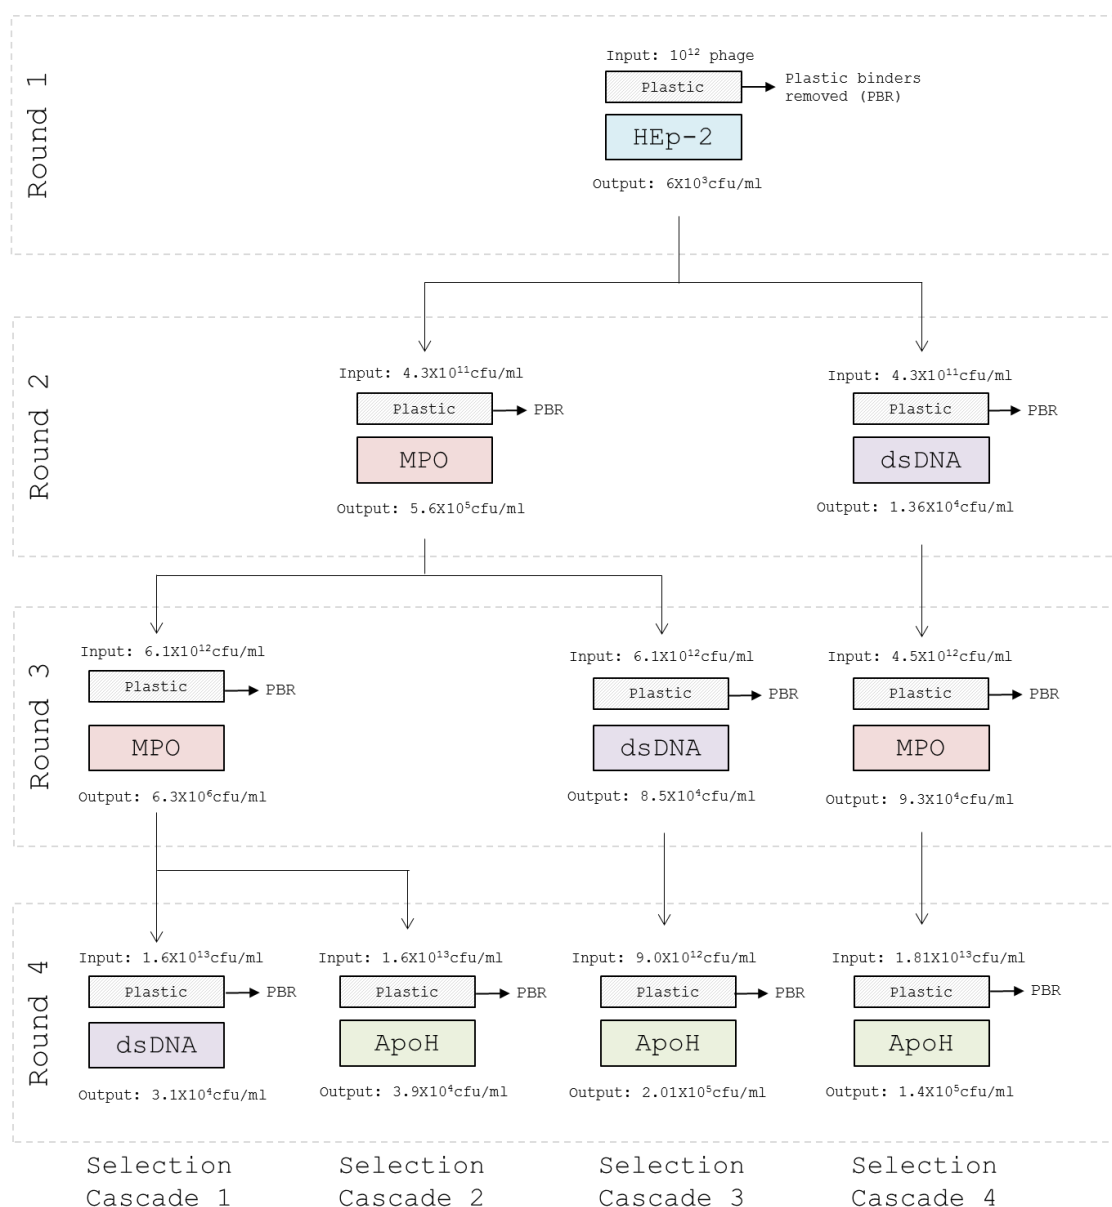 Round 1
Input: 10¹² phage
Plastic
Plastic binders
removed (PBR)
HEp-2
Output: 6X10³cfu/ml
Round 2
Input: 4.3X10¹¹cfu/ml
Plastic
PBR
MPO
Output: 5.6X10⁵cfu/ml
Input: 4.3X10¹¹cfu/ml
Plastic
PBR
dsDNA
Output: 1.36X10⁴cfu/ml
Round 3
Input: 6.1X10¹²cfu/ml
Plastic
PBR
MPO
Output: 6.3X10⁶cfu/ml
Input: 6.1X10¹²cfu/ml
Plastic
PBR
dsDNA
Output: 8.5X10⁴cfu/ml
Input: 4.5X10¹²cfu/ml
Plastic
PBR
MPO
Output: 9.3X10⁴cfu/ml
Round 4
Input: 1.6X10¹³cfu/ml
Plastic
PBR
dsDNA
Output: 3.1X10⁴cfu/ml
Input: 1.6X10¹³cfu/ml
Plastic
PBR
ApoH
Output: 3.9X10⁴cfu/ml
Input: 9.0X10¹²cfu/ml
Plastic
PBR
ApoH
Output: 2.01X10⁵cfu/ml
Input: 1.81X10¹³cfu/ml
Plastic
PBR
ApoH
Output: 1.4X10⁵cfu/ml
Selection
Cascade 1
Selection
Cascade 2
Selection
Cascade 3
Selection
Cascade 4